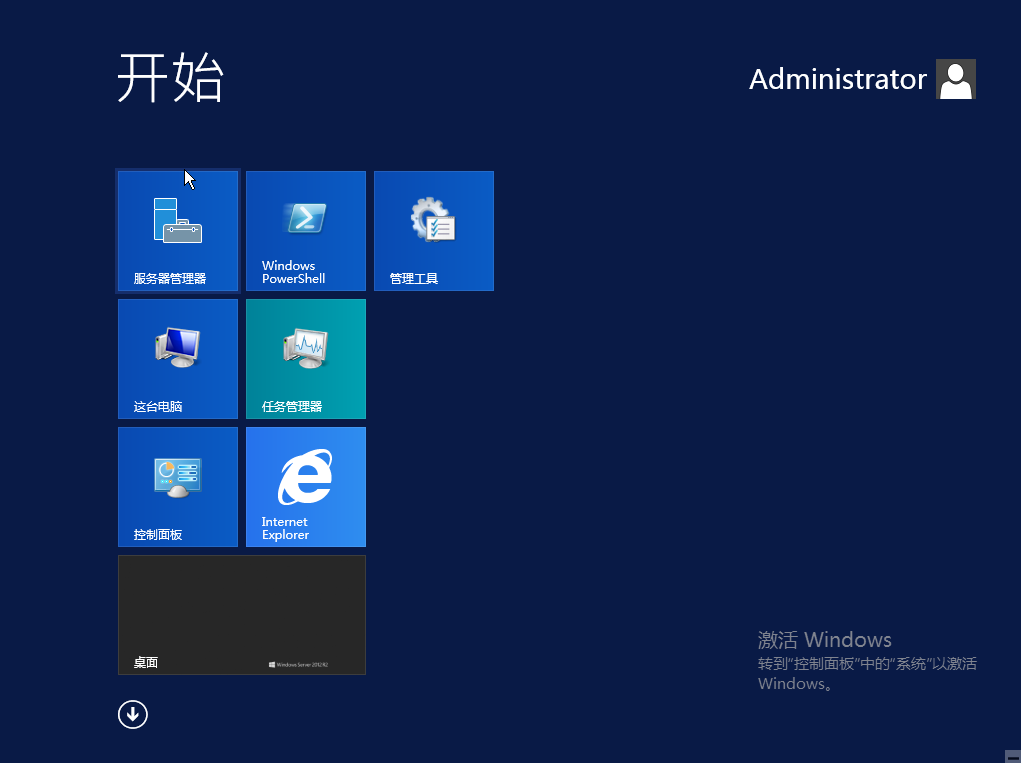 开始
Administrator
服务器管理器
Windows
PowerShell
管理工具
这台电脑
任务管理器
控制面板
Internet
Explorer
桌面
Windows Server 2012 R2
激活 Windows
转到"控制面板"中的"系统"以激活
Windows。